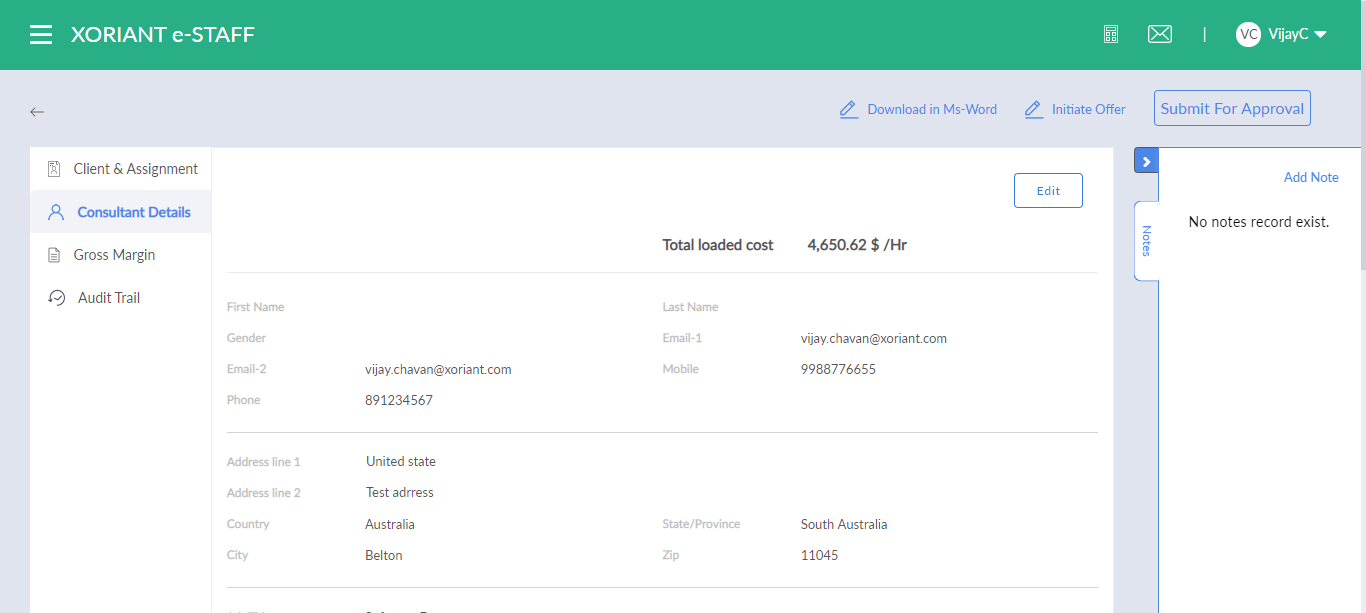 XORIANT e-STAFF
| VC VijayC
Download in Ms-Word Initiate Offer Submit For Approval
Client & Assignment
Consultant Details
Gross Margin
Audit Trail
Edit
Total loaded cost 4,650.62 $ /Hr
First Name Last Name
Gender Email-1 vijay.chavan@xoriant.com
Email-2 vijay.chavan@xoriant.com Mobile 9988776655
Phone 891234567
Address line 1 United state
Address line 2 Test adrress
Country Australia State/Province South Australia
City Belton Zip 11045
Add Note
Notes
No notes record exist.